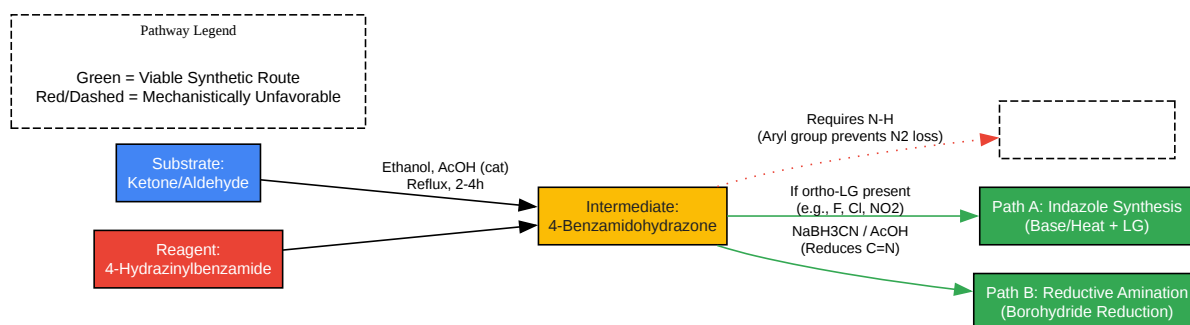 Pathway Legend
Green = Viable Synthetic Route
Red/Dashed = Mechanistically Unfavorable
Substrate:
Ketone/Aldehyde
Reagent:
4-Hydrazinylbenzamide
Ethanol, AcOH (cat)
Reflux, 2-4h
Intermediate:
4-Benzamidohydrazone
Requires N-H
(Aryl group prevents N2 loss)
If ortho-LG present
(e.g., F, Cl, NO2)
NaBH3CN / AcOH
(Reduces C=N)
Path A: Indazole Synthesis
(Base/Heat + LG)
Path B: Reductive Amination
(Borohydride Reduction)